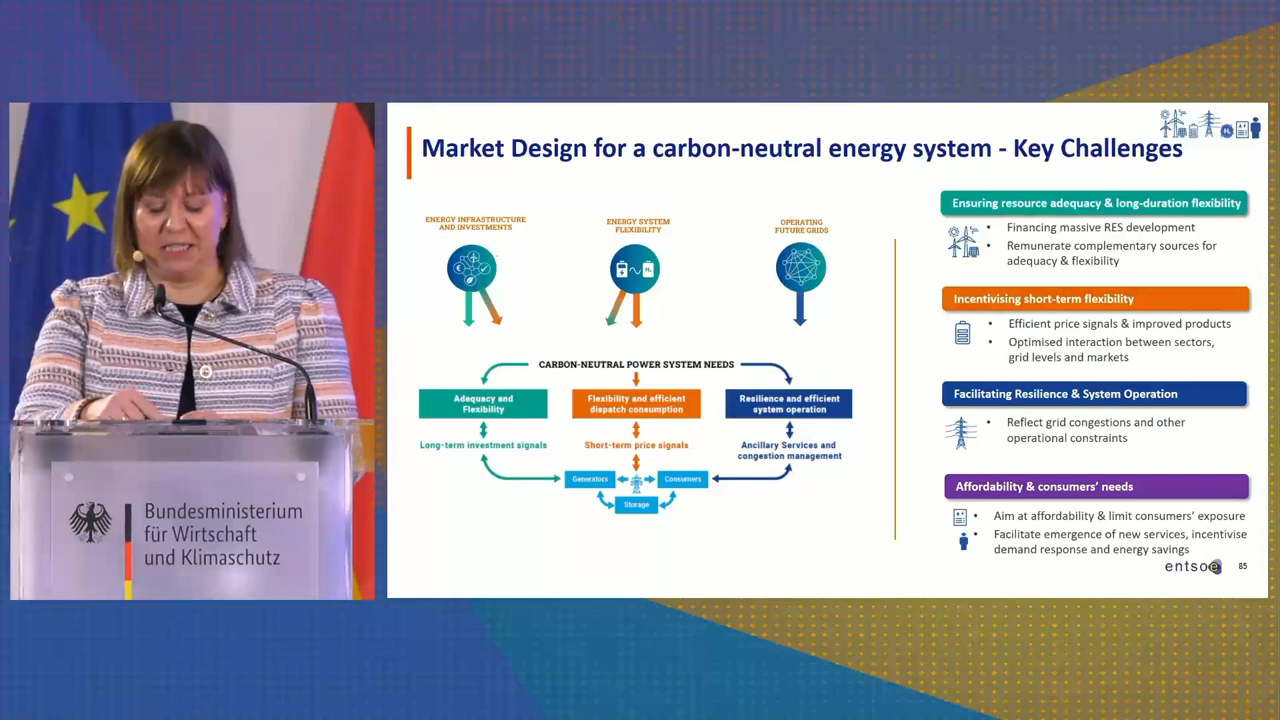 Market Design for a carbon-neutral energy system - Key Challenges
ENERGY INFRASTRUCTURE
AND INVESTMENTS
ENERGY SYSTEM
FLEXIBILITY
OPERATING
FUTURE GRIDS
CARBON-NEUTRAL POWER SYSTEM NEEDS
Adequacy and
Flexibility
Flexibility and efficient
dispatch consumption
Resilience and efficient
system operation
Long-term investment signals
Short-term price signals
Ancillary Services and
congestion management
Generators
Consumers
Storage
Ensuring resource adequacy & long-duration flexibility
• Financing massive RES development
• Remunerate complementary sources for
adequacy & flexibility
Incentivising short-term flexibility
• Efficient price signals & improved products
• Optimised interaction between sectors,
grid levels and markets
Facilitating Resilience & System Operation
• Reflect grid congestions and other
operational constraints
Affordability & consumers' needs
• Aim at affordability & limit consumers' exposure
• Facilitate emergence of new services, incentivise
demand response and energy savings
entsoe
85
Bundesministerium
für Wirtschaft
und Klimaschutz